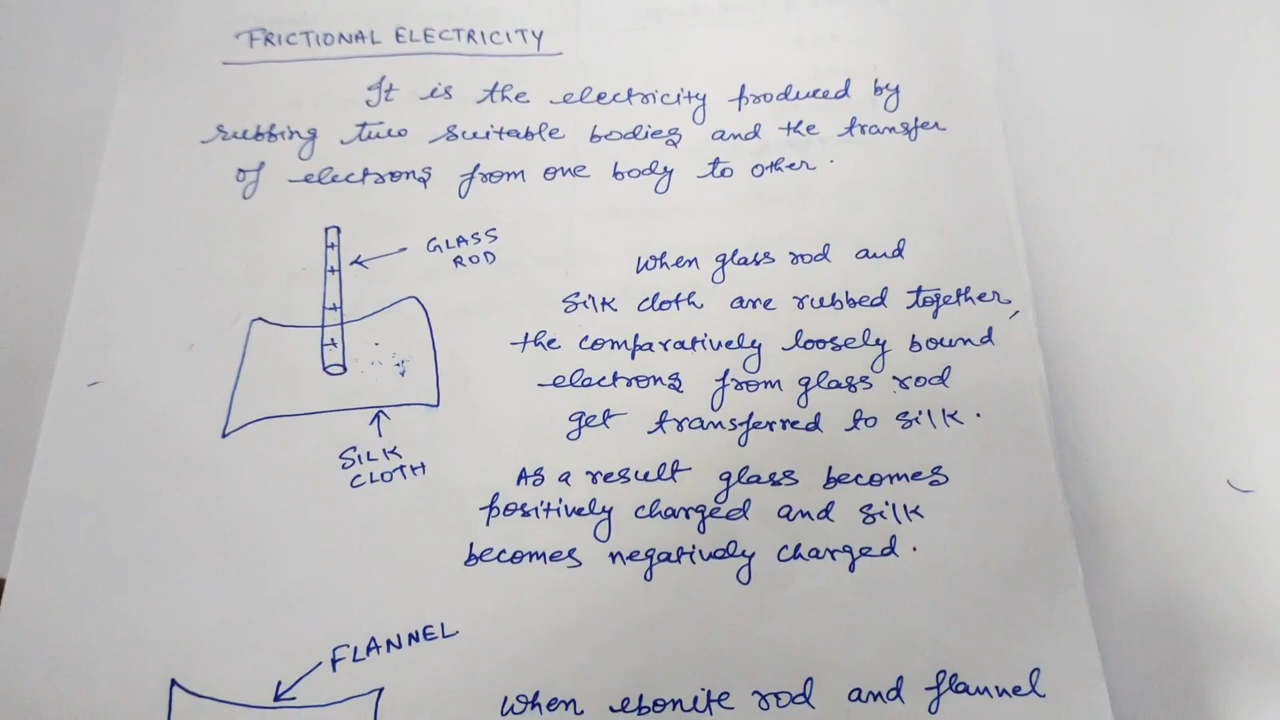 FRICTIONAL ELECTRICITY
It is the electricity produced by
rubbing two suitable bodies and the transfer
of electrons from one body to other.
GLASS
ROD
When glass rod and
Silk cloth are rubbed together,
the comparatively loosely bound
electrons from glass rod
get transferred to silk.
SILK
CLOTH
As a result glass becomes
positively charged and silk
becomes negatively charged.
FLANNEL
When ebonite rod and flannel